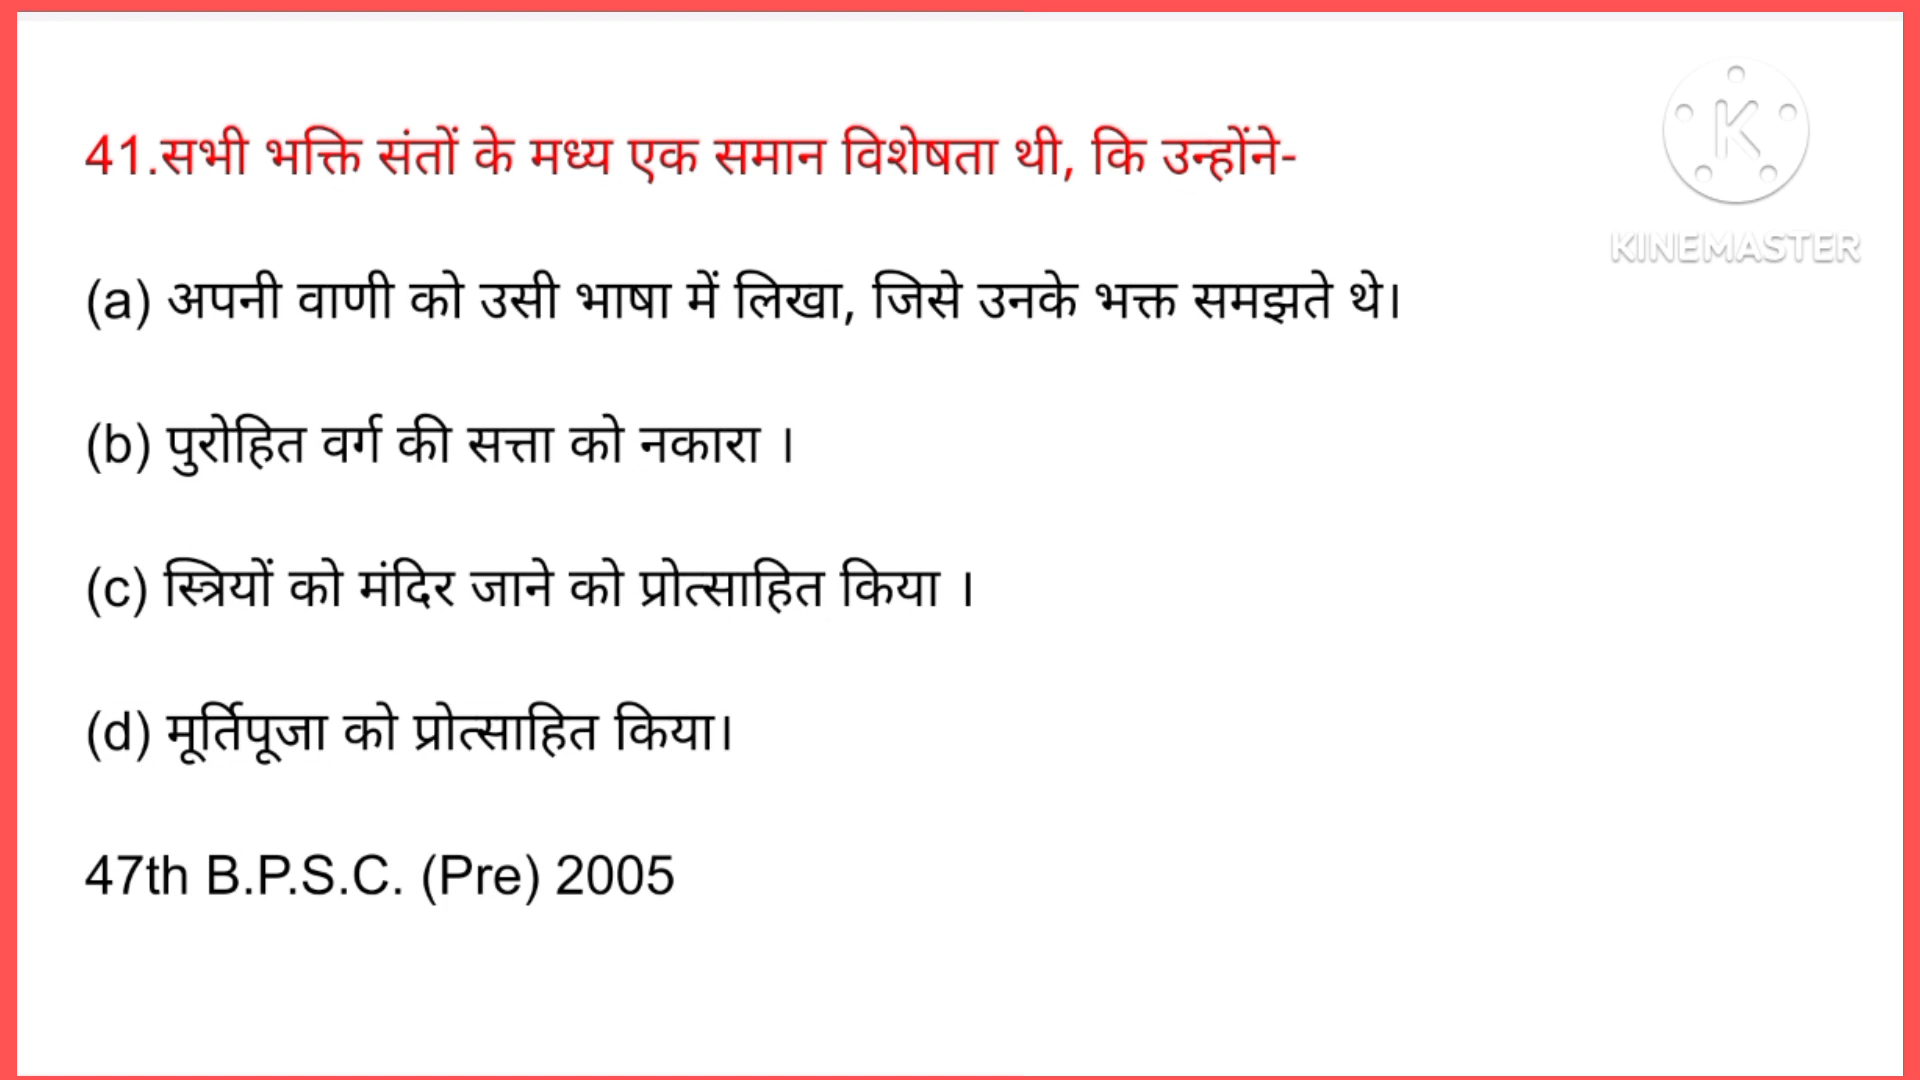 41.सभी भक्ति संतों के मध्य एक समान विशेषता थी, कि उन्होंने-
(a) अपनी वाणी को उसी भाषा में लिखा, जिसे उनके भक्त समझते थे।
(b) पुरोहित वर्ग की सत्ता को नकारा ।
(c) स्त्रियों को मंदिर जाने को प्रोत्साहित किया ।
(d) मूर्तिपूजा को प्रोत्साहित किया।
47th B.P.S.C. (Pre) 2005
K
KINEMASTER